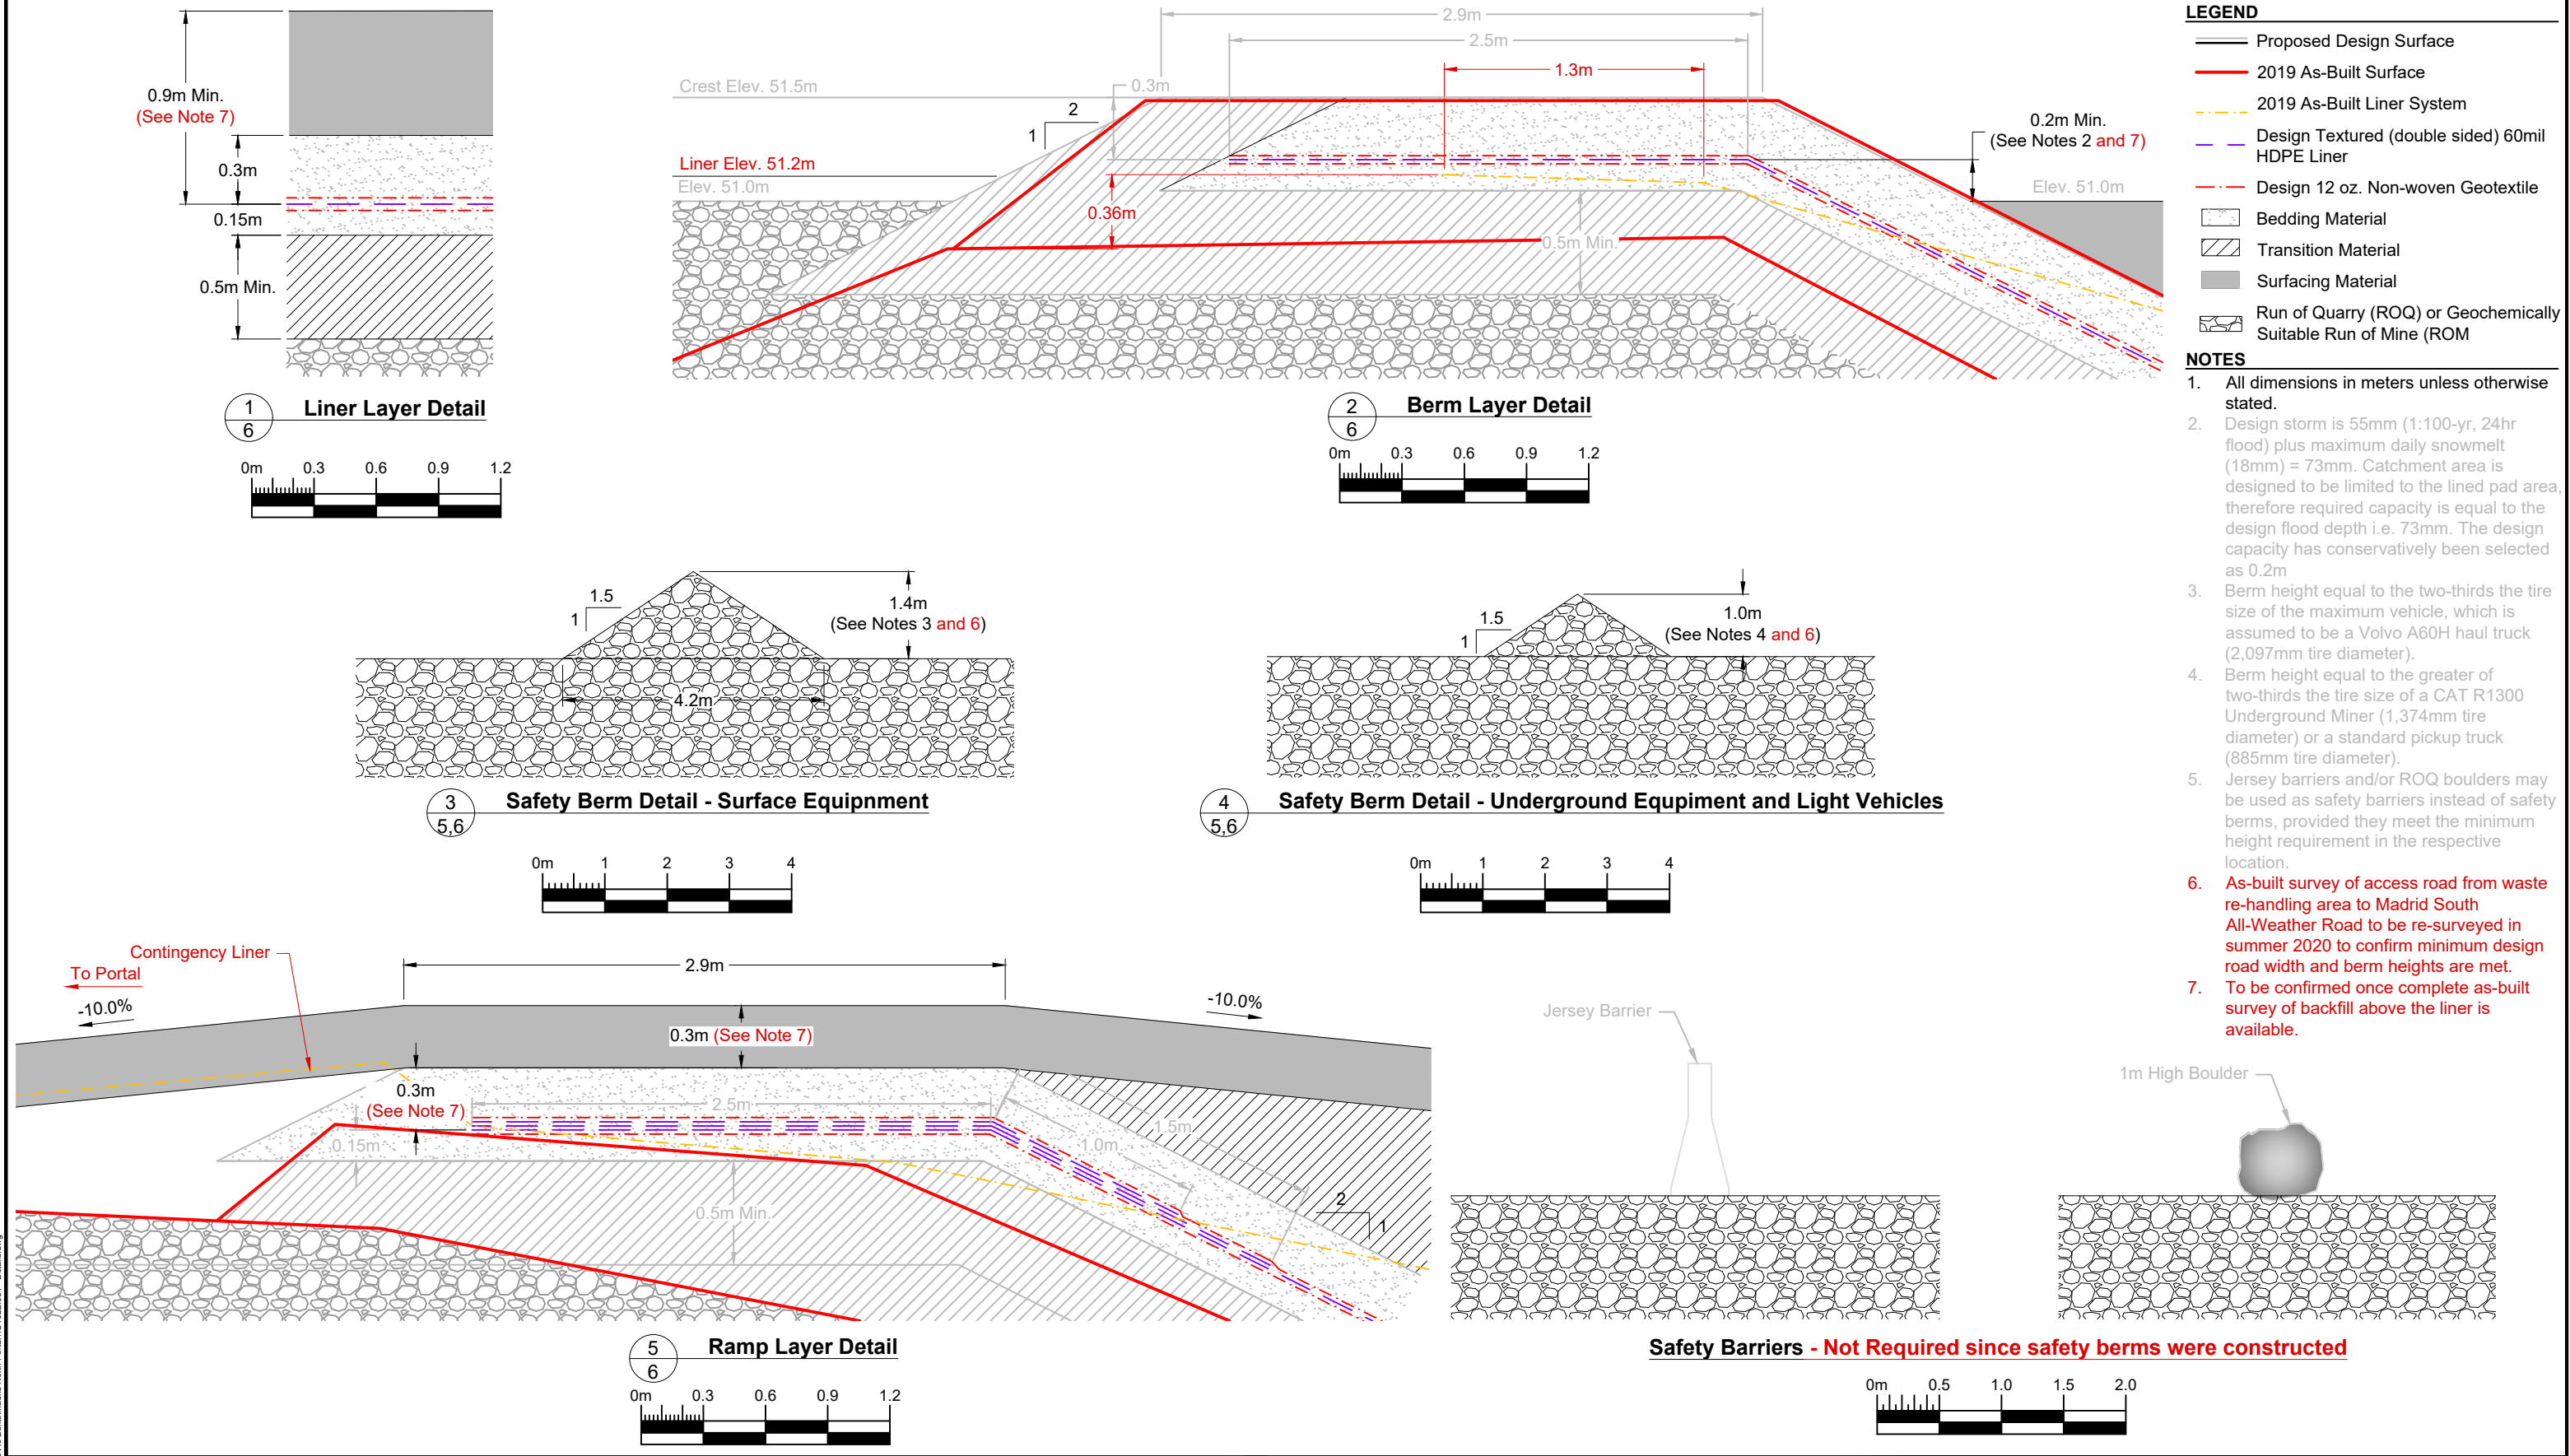 0.9m Min.
(See Note 7)
0.3m
0.15m
0.5m Min.
1
6
Liner Layer Detail
0m 0.3 0.6 0.9 1.2
2.9m
2.5m
1.3m
Crest Elev. 51.5m
0.3m
2
1
Liner Elev. 51.2m
Elev. 51.0m
0.36m
0.5m Min.
0.2m Min.
(See Notes 2 and 7)
Elev. 51.0m
2
6
Berm Layer Detail
0m 0.3 0.6 0.9 1.2
1.5
1
1.4m
(See Notes 3 and 6)
4.2m
3
5,6
Safety Berm Detail - Surface Equipnment
0m 1 2 3 4
1.5
1
1.0m
(See Notes 4 and 6)
4
5,6
Safety Berm Detail - Underground Equpiment and Light Vehicles
0m 1 2 3 4
Contingency Liner
To Portal
-10.0%
2.9m
-10.0%
0.3m (See Note 7)
0.3m
(See Note 7)
2.5m
0.15m
1.0m
1.5m
0.5m Min.
2
1
5
6
Ramp Layer Detail
0m 0.3 0.6 0.9 1.2
Jersey Barrier
1m High Boulder
Safety Barriers - Not Required since safety berms were constructed
0m 0.5 1.0 1.5 2.0
LEGEND
Proposed Design Surface
2019 As-Built Surface
2019 As-Built Liner System
Design Textured (double sided) 60mil
HDPE Liner
Design 12 oz. Non-woven Geotextile
Bedding Material
Transition Material
Surfacing Material
Run of Quarry (ROQ) or Geochemically
Suitable Run of Mine (ROM
NOTES
1. All dimensions in meters unless otherwise
stated.
2. Design storm is 55mm (1:100-yr, 24hr
flood) plus maximum daily snowmelt
(18mm) = 73mm. Catchment area is
designed to be limited to the lined pad area,
therefore required capacity is equal to the
design flood depth i.e. 73mm. The design
capacity has conservatively been selected
as 0.2m
3. Berm height equal to the two-thirds the tire
size of the maximum vehicle, which is
assumed to be a Volvo A60H haul truck
(2,097mm tire diameter).
4. Berm height equal to the greater of
two-thirds the tire size of a CAT R1300
Underground Miner (1,374mm tire
diameter) or a standard pickup truck
(885mm tire diameter).
5. Jersey barriers and/or ROQ boulders may
be used as safety barriers instead of safety
berms, provided they meet the minimum
height requirement in the respective
location.
6. As-built survey of access road from waste
re-handling area to Madrid South
All-Weather Road to be re-surveyed in
summer 2020 to confirm minimum design
road width and berm heights are met.
7. To be confirmed once complete as-built
survey of backfill above the liner is
available.